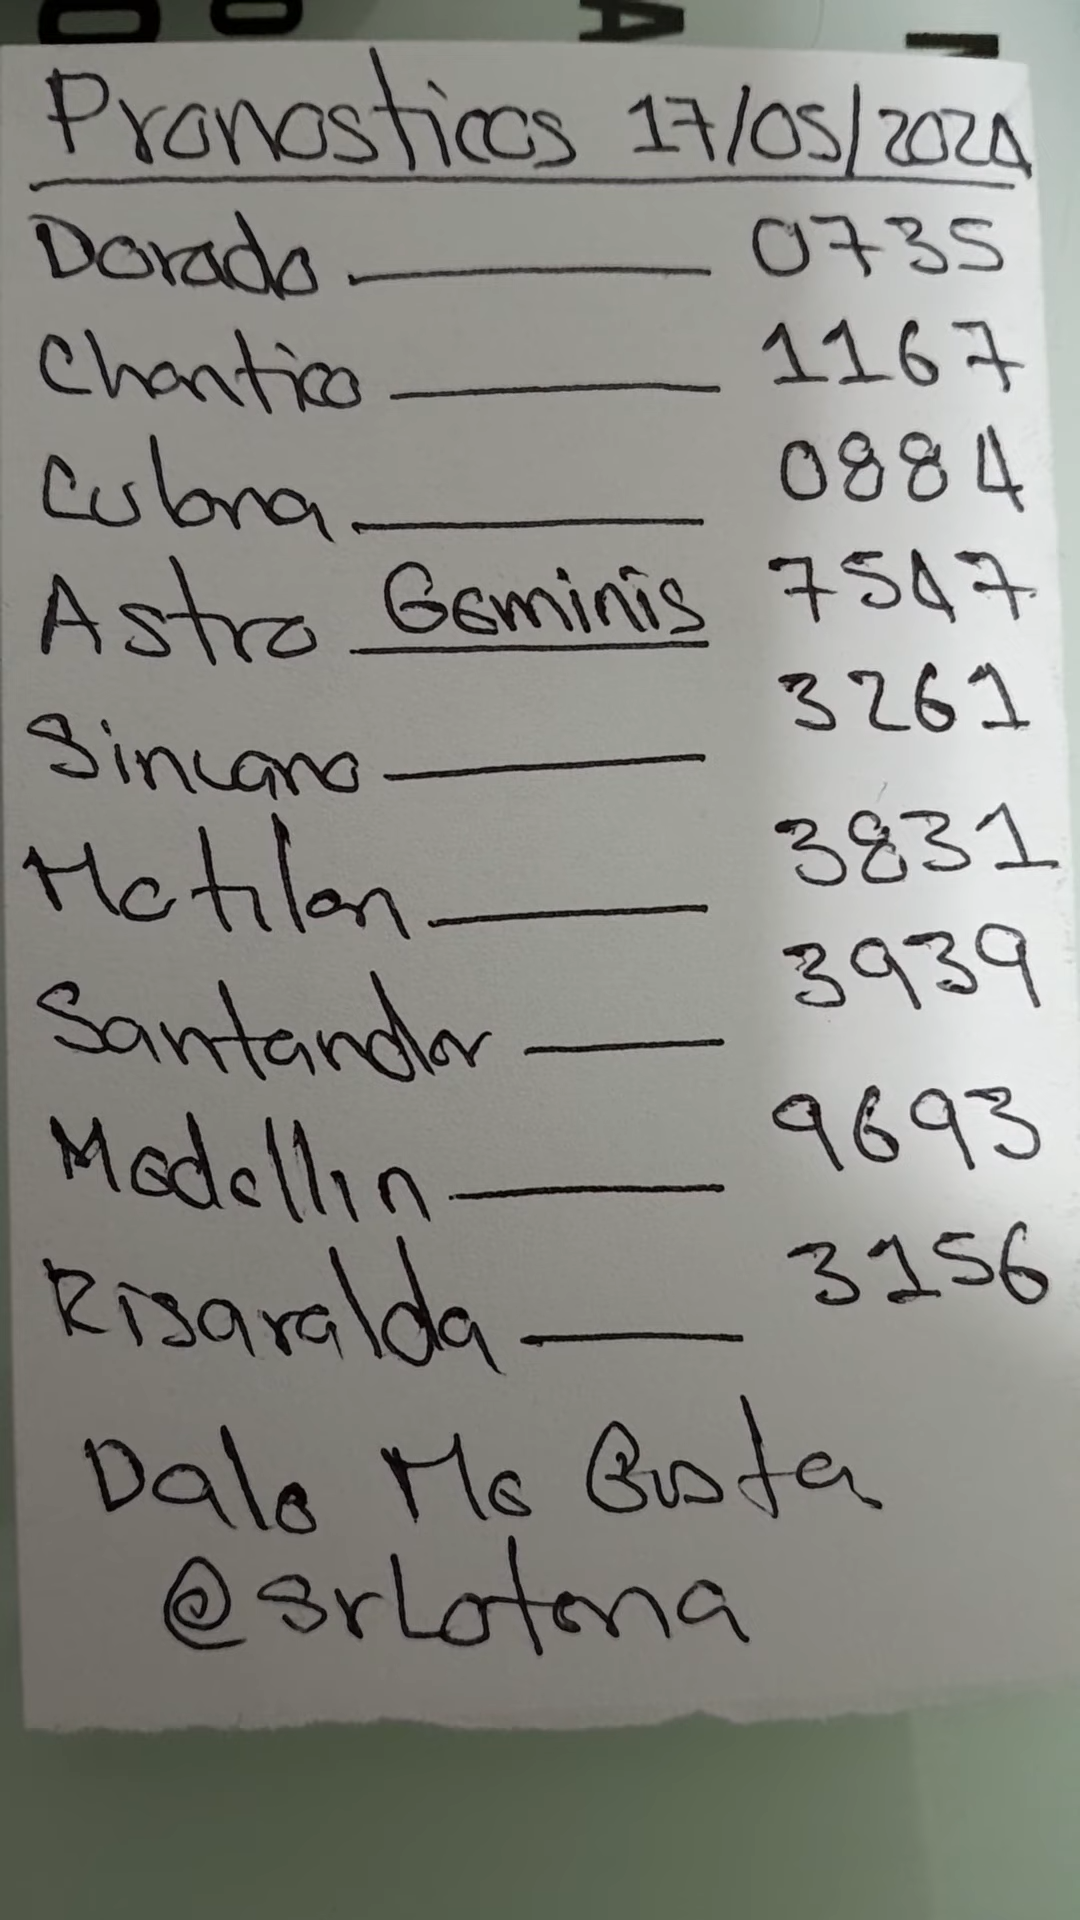 Pronosticos 17/05/2024
Dorado 0735
Chontico 1167
Culona 0884
Astro Geminis 7547
Sinuano 3261
Motilon 3831
Santander 3939
Medellin 9693
Risaralda 3156
Dale Me Gusta
@srLotona